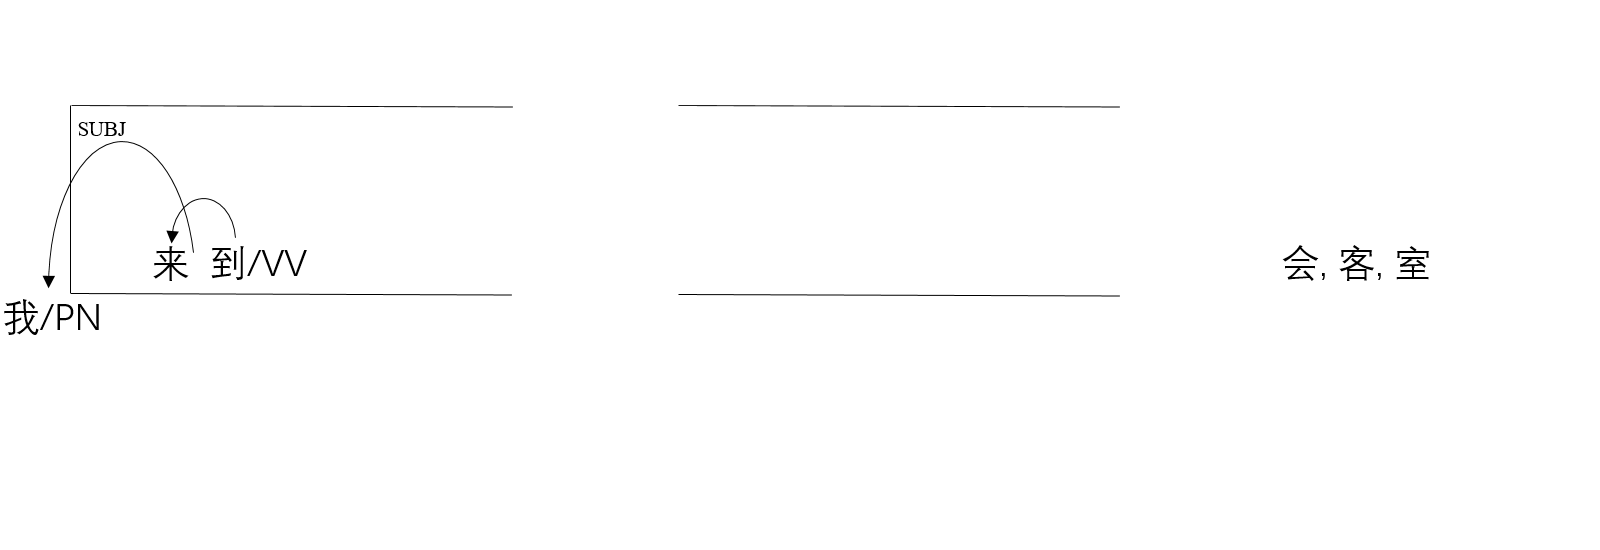 SUBJ
来 到/VV
会, 客, 室
我/PN